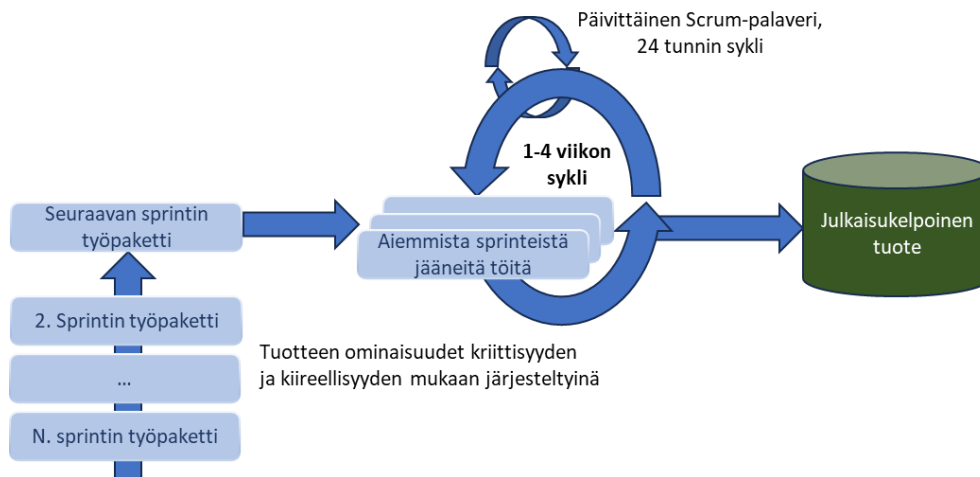 Päivittäinen Scrum-palaveri,
24 tunnin sykli
1-4 viikon
sykli
Seuraavan sprintin
työpaketti
Aiemmista sprinteistä
jääneitä töitä
Julkaisukelpoinen
tuote
2. Sprintin työpaketti
...
N. sprintin työpaketti
Tuotteen ominaisuudet kriittisyyden
ja kiireellisyyden mukaan järjesteltyinä